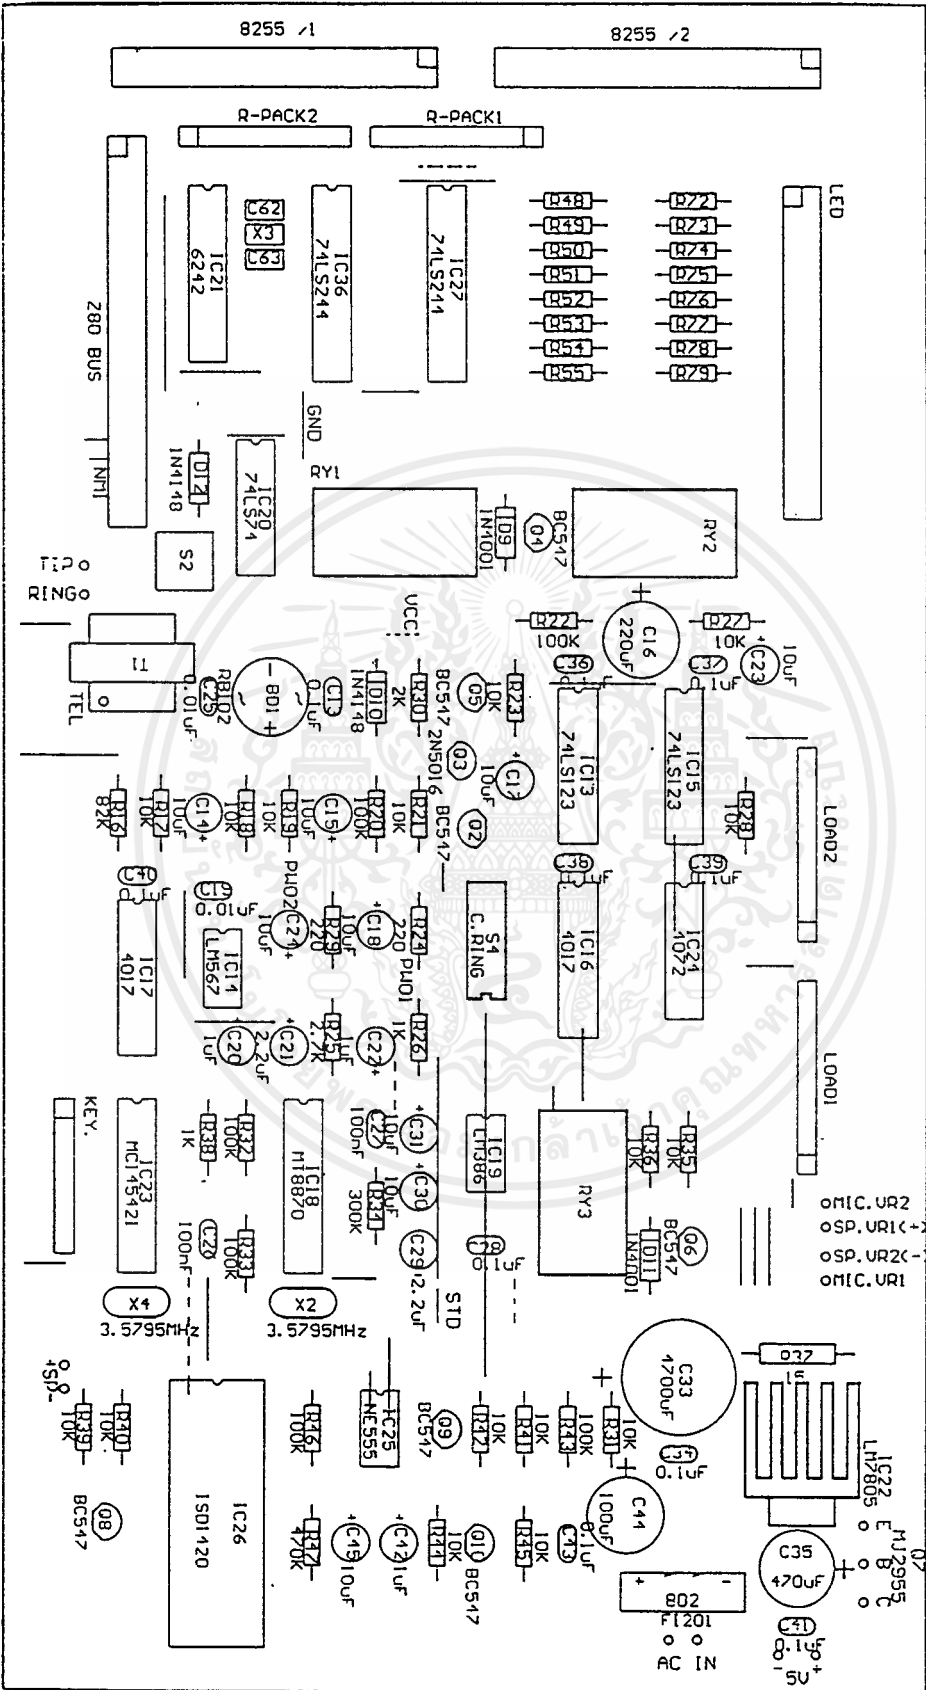 8255 /1
8255 /2
R-PACK2
R-PACK1
LED
C62
X3
C63
IC21
6242
IC36
74LS244
IC27
74LS244
R48
R49
R50
R51
R52
R53
R54
R55
R72
R73
R74
R75
R76
R77
R78
R79
Z80 BUS
NMI
GND
D12
1N4148
IC20
74LS74
S2
RY1
D9
1N4001
Q4
BC547
RY2
TIP
RING
T1
TEL
VCC
C25
0.01uF
RB102
BD1
C13
0.1uF
D10
1N4148
R30
2K
BC547
Q5
R23
10K
R22
100K
C16
220uF
R27
10K
C23
10uF
C36
C37
.1uF
2N5016
Q3
C17
10uF
IC13
74LS123
IC15
74LS123
R28
10K
LOAD2
R16
82K
R17
10K
C14
10uF
R18
10K
R19
10K
C15
10uF
R20
100K
R21
10K
BC547
Q2
C38
C39
.1uF
C40
C19
0.01uF
PWO2
C24
10uF
R29
220
C18
10uF
R24
220
PWO1
S4
C.RING
IC16
4017
IC24
4072
IC17
4017
IC14
LM567
C20
1uF
C21
2.2uF
R25
2.7K
C22
1uF
R26
1K
LOAD1
KEY.
IC23
MC145421
R38
1K
R32
100K
IC18
MT8870
C27
100nF
C31
10uF
IC19
LM386
R36
10K
R35
10K
RY3
R34
300K
C30
10uF
C26
100nF
R33
100K
C29
2.2uF
C28
0.1uF
D11
1N4001
Q6
BC547
MIC.VR2
SP.VR1(+)
SP.VR2(-)
MIC.VR1
X4
3.5795MHz
X2
3.5795MHz
STD
+SP-
R39
10K
R40
10K
IC26
ISD1420
R46
100K
IC25
NE555
Q9
BC547
R42
10K
R41
10K
R43
100K
R31
10K
C33
4700uF
R37
0.1uF
IC22
LM7805
Q8
BC547
R47
470K
C45
10uF
C42
1uF
R44
10K
Q10
BC547
R45
10K
C43
0.1uF
C44
100uF
C35
470uF
E
B
C
MJ2955
Q7
+ -
BD2
F1201
AC IN
C41
0.1uF
- 5V +